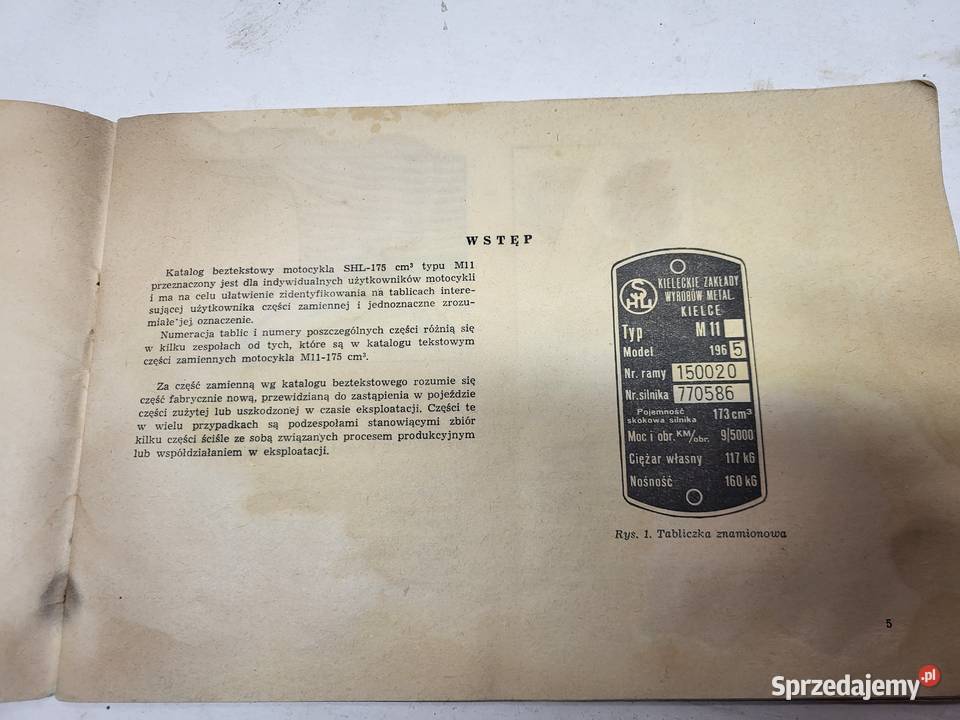 WSTĘP
Katalog beztekstowy motocykla SHL-175 cm³ typu M11
przeznaczony jest dla indywidualnych użytkowników motocykli
i ma na celu ułatwienie zidentyfikowania na tablicach intere-
sującej użytkownika części zamiennej i jednoznaczne zrozu-
miałe jej oznaczenie.
Numeracja tablic i numery poszczególnych części różnią się
w kilku zespołach od tych, które są w katalogu tekstowym
części zamiennych motocykla M11-175 cm³.
Za część zamienną wg katalogu beztekstowego rozumie się
część fabrycznie nową, przewidzianą do zastąpienia w pojeździe
części zużytej lub uszkodzonej w czasie eksploatacji. Części te
w wielu przypadkach są podzespołami stanowiącymi zbiór
kilku części ściśle ze sobą związanych procesem produkcyjnym
lub współdziałaniem w eksploatacji.
SHL
KIELECKIE ZAKŁADY
WYROBÓW METAL.
KIELCE
Typ M11
Model 196 5
Nr. ramy 150020
Nr. silnika 770586
Pojemność
skokowa silnika 173 cm³
Moc i obr. KM/obr. 9/5000
Ciężar własny 117 kG
Nośność 160 kG
Rys. 1. Tabliczka znamionowa
5
Sprzedajemy.pl